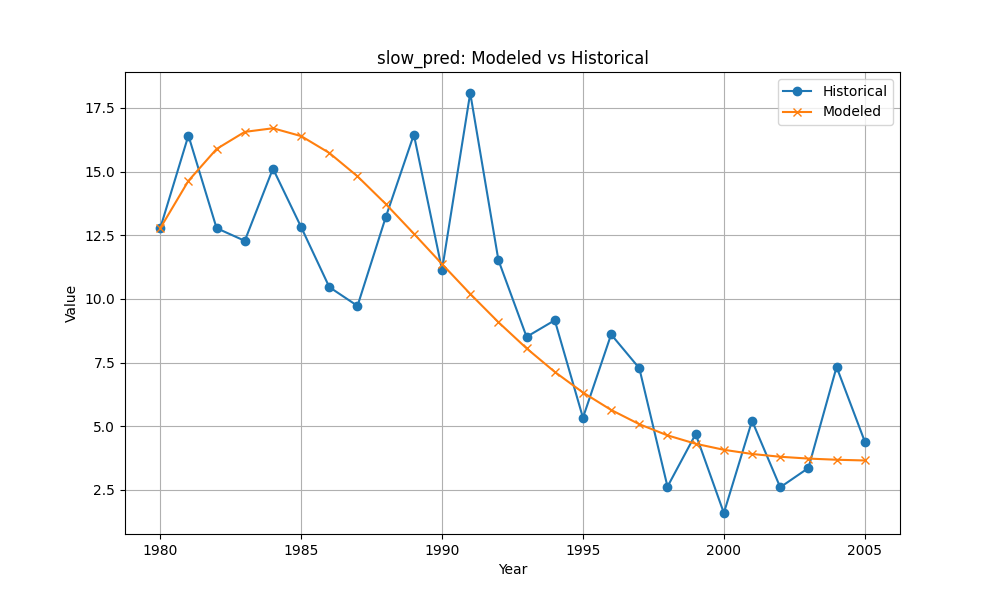 slow_pred: Modeled vs Historical
Historical
Modeled
Value
17.5
15.0
12.5
10.0
7.5
5.0
2.5
1980
1985
1990
1995
2000
2005
Year